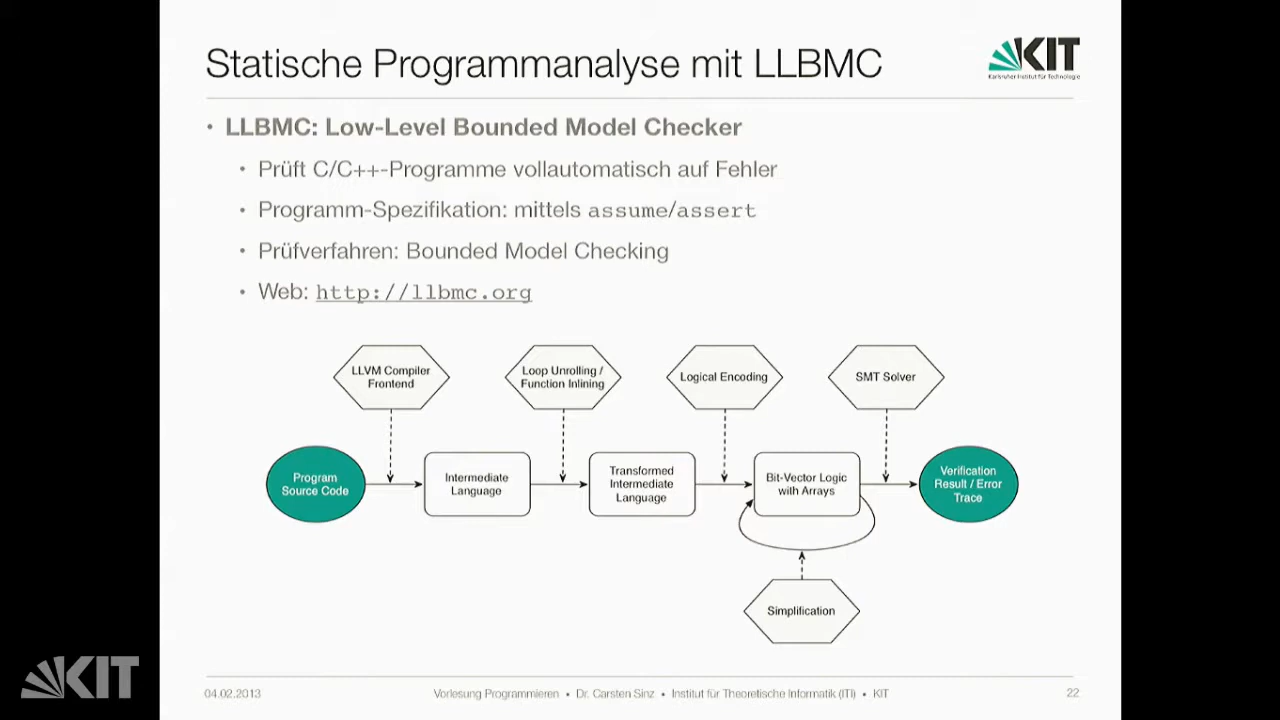 Statische Programmanalyse mit LLBMC
KIT
Karlsruher Institut für Technologie
• LLBMC: Low-Level Bounded Model Checker
• Prüft C/C++-Programme vollautomatisch auf Fehler
• Programm-Spezifikation: mittels assume/assert
• Prüfverfahren: Bounded Model Checking
• Web: http://llbmc.org
LLVM Compiler
Frontend
Loop Unrolling /
Function Inlining
Logical Encoding
SMT Solver
Program
Source Code
Intermediate
Language
Transformed
Intermediate
Language
Bit-Vector Logic
with Arrays
Verification
Result / Error
Trace
Simplification
KIT
04.02.2013
Vorlesung Programmieren • Dr. Carsten Sinz • Institut für Theoretische Informatik (ITI) • KIT
22